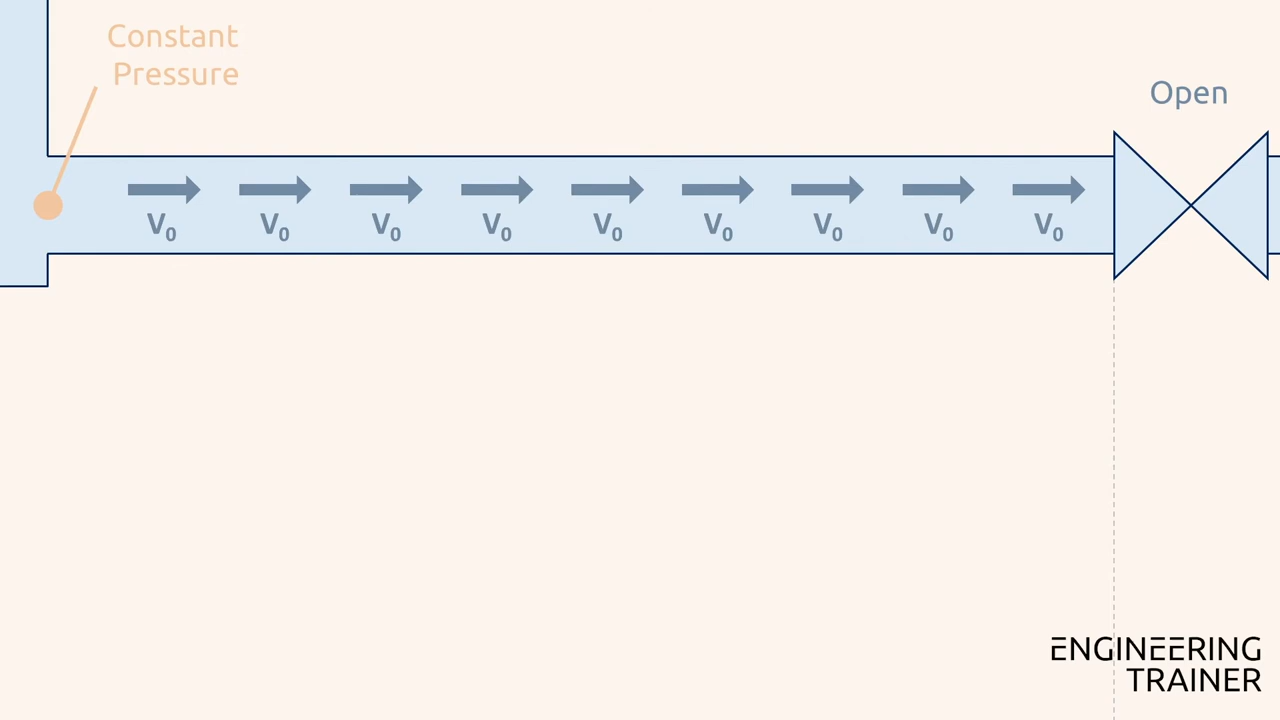 Constant
Pressure
Open
V₀ V₀ V₀ V₀ V₀ V₀ V₀ V₀ V₀
ENGINEERING
TRAINER